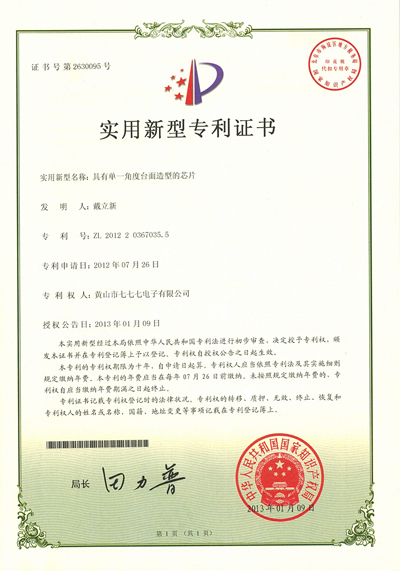 证书号第2630095号
实用新型专利证书
实用新型名称：具有单一角度台面造型的芯片
发明人：戴立新
专利号：ZL 2012 2 0367035.5
专利申请日：2012年07月26日
专利权人：黄山市七七七电子有限公司
授权公告日：2013年01月09日
本实用新型经过本局依照中华人民共和国专利法进行初步审查，决定授予专利权，颁
发本证书并在专利登记簿上予以登记。专利权自授权公告之日起生效。
本专利的专利权期限为十年，自申请日起算。专利权人应当依照专利法及其实施细则
规定缴纳年费。本专利的年费应当在每年07月26日前缴纳。未按照规定缴纳年费的，专
利权自应当缴纳年费期满之日起终止。
专利证书记载专利权登记时的法律状况。专利权的转移、质押、无效、终止、恢复和
专利权人的姓名或名称、国籍、地址变更等事项记载在专利登记簿上。
局长 田力普
中华人民共和国国家知识产权局
2013年01月09日
第1页（共1页）